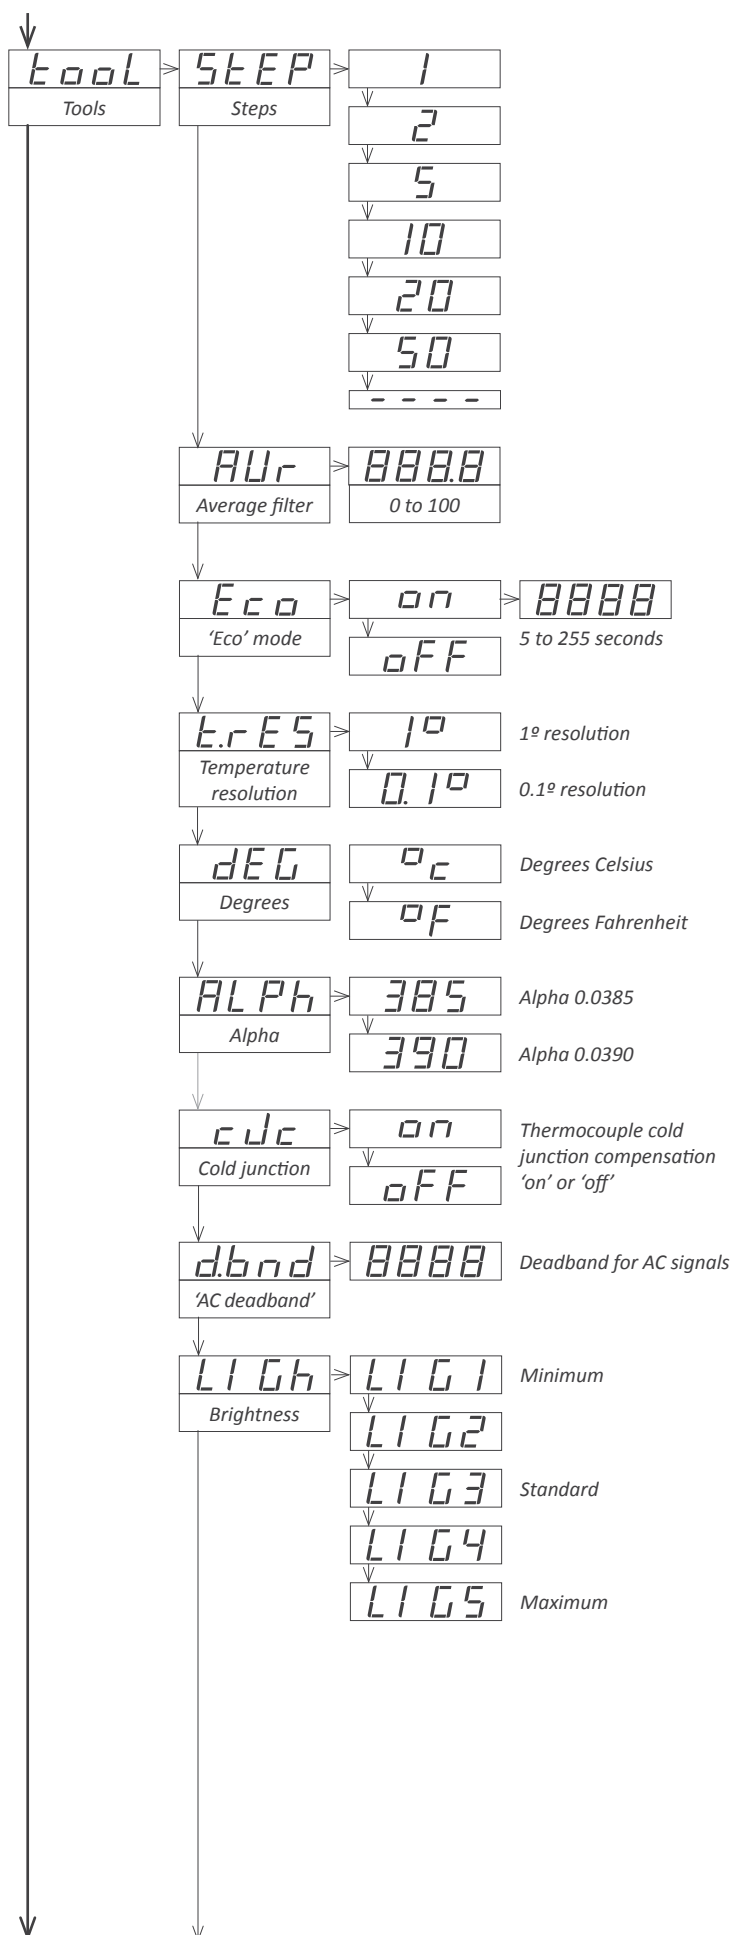 tooL
Tools
StEP
Steps
1
2
5
10
20
50
----
AVr
Average filter
888.8
0 to 100
Eco
‘Eco’ mode
on
8888
5 to 255 seconds
oFF
t.rES
Temperature
resolution
1º
1º resolution
0.1º
0.1º resolution
dEG
Degrees
ºc
Degrees Celsius
ºF
Degrees Fahrenheit
ALPh
Alpha
385
Alpha 0.0385
390
Alpha 0.0390
cJc
Cold junction
on
oFF
Thermocouple cold
junction compensation
‘on’ or ‘off’
d.bnd
‘AC deadband’
8888
Deadband for AC signals
LIGh
Brightness
LIG1
Minimum
LIG2
LIG3
Standard
LIG4
LIG5
Maximum